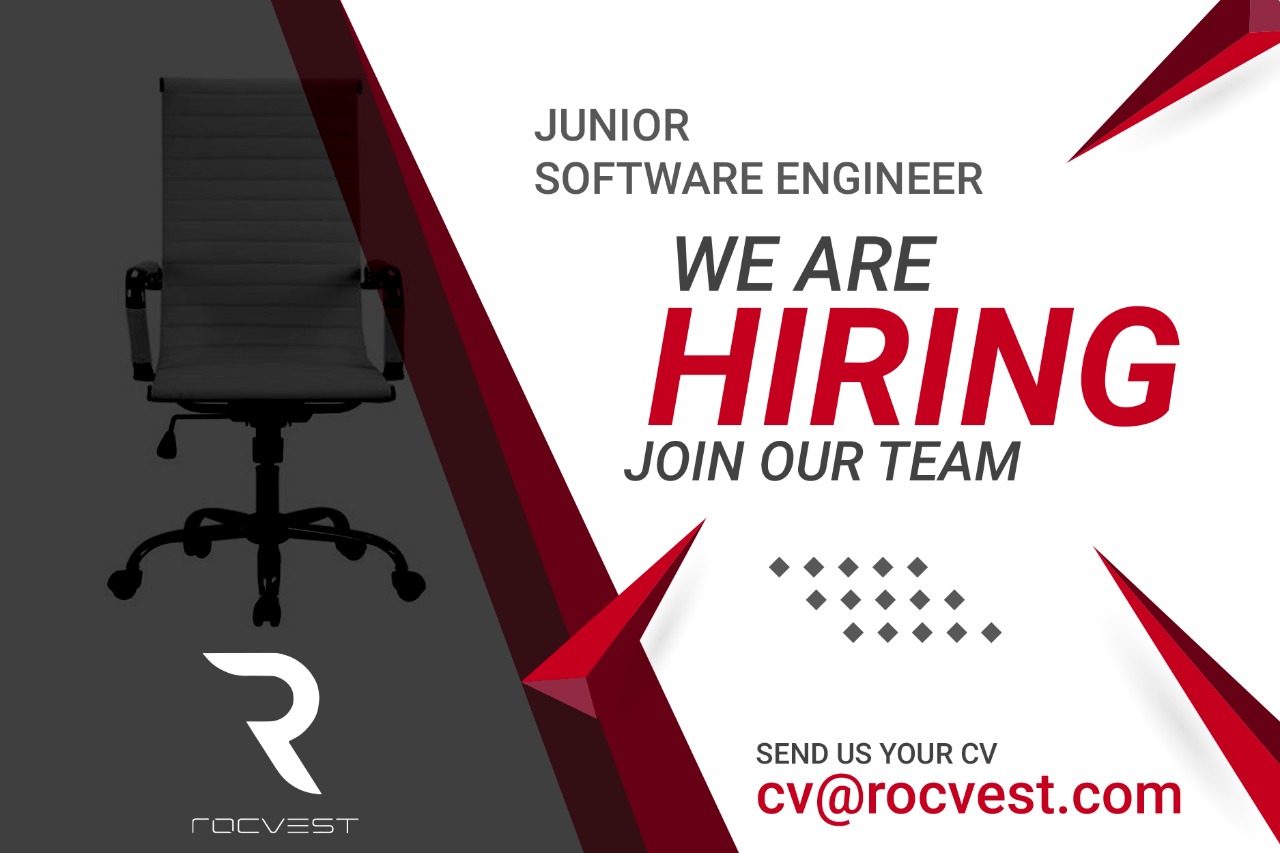 JUNIOR
SOFTWARE ENGINEER
WE ARE
HIRING
JOIN OUR TEAM
SEND US YOUR CV
cv@rocvest.com
R
ROCVEST